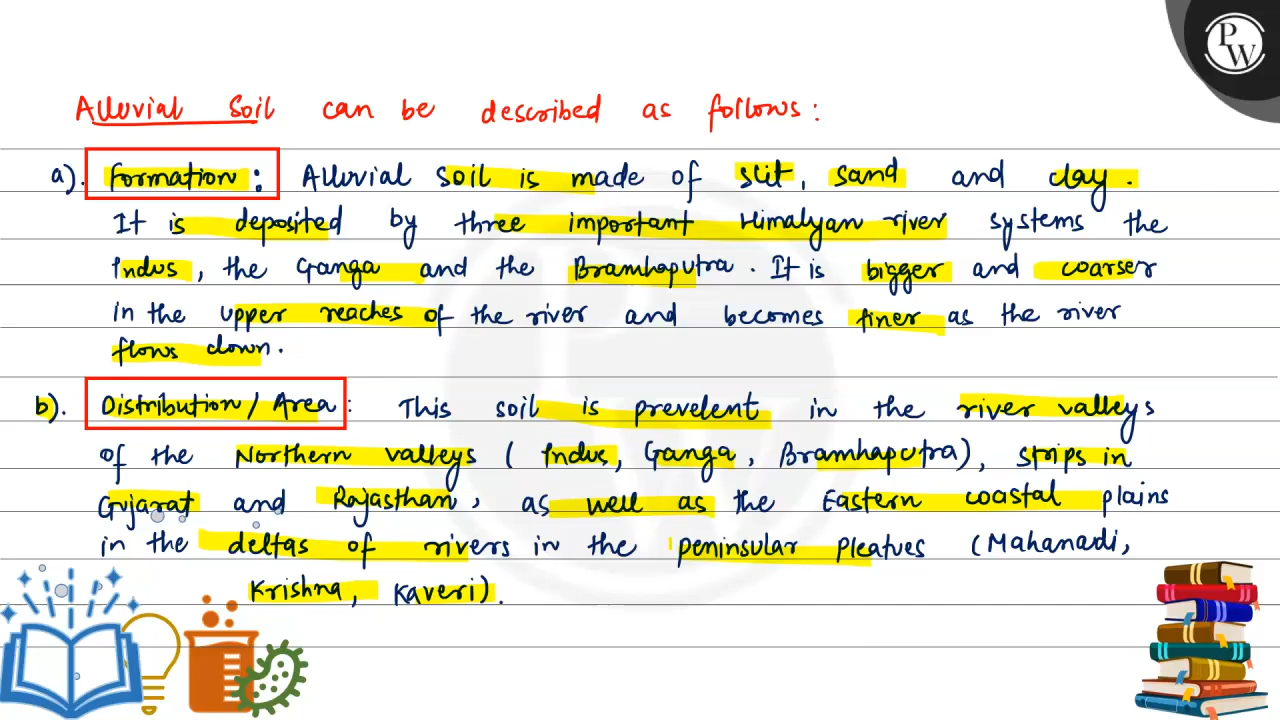 PW
Alluvial Soil can be described as follows:
a). Formation: Alluvial soil is made of silt, sand and clay.
It is deposited by three important Himalyan river systems the
Indus, the Ganga and the Bramhaputra. It is bigger and coarser
in the upper reaches of the river and becomes finer as the river
flows down.
b). Distribution/Area: This soil is prevelent in the river valleys
of the Northern valleys (Indus, Ganga, Bramhaputra), strips in
Gujarat and Rajasthan, as well as the Eastern coastal plains
in the deltas of rivers in the peninsular pleatues (Mahanadi,
Krishna, Kaveri).